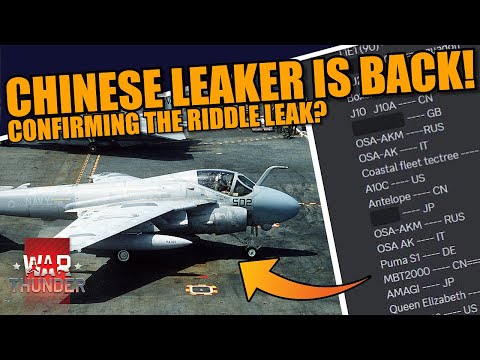 CHINESE LEAKER IS BACK!
CONFIRMING THE RIDDLE LEAK?
J10 J10A ---- CN
---- GB
OSA-AKM ----RUS
OSA-AK ---- IT
Coastal fleet tectree ----
A10C ---- US
Antelope ---- CN
---- JP
OSA-AKM ---- RUS
OSA AK ---- IT
Puma S1 ---- DE
MBT2000 ---- CN==
AMAGI ---- JP
Queen Elizabeth ----
---- US
NAVY
502
WAR
THUNDER